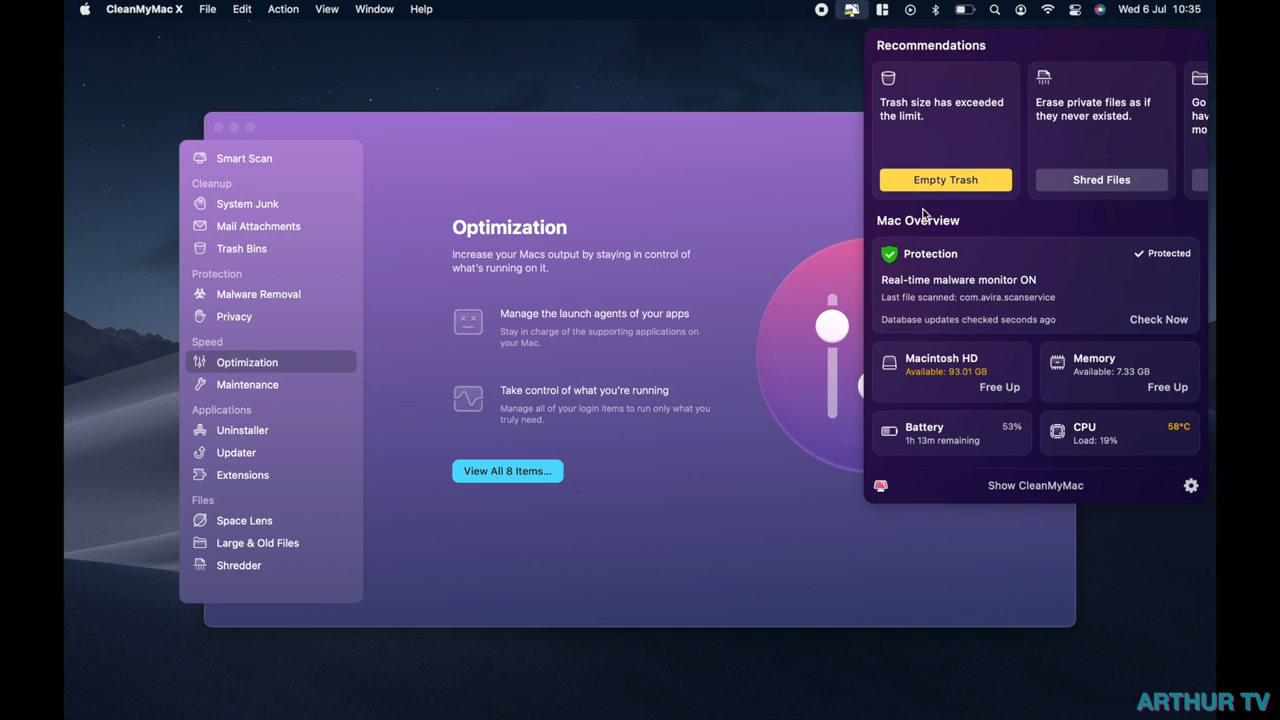 CleanMyMac X File Edit Action View Window Help Wed 6 Jul 10:35
Smart Scan
Cleanup
System Junk
Mail Attachments
Trash Bins
Protection
Malware Removal
Privacy
Speed
Optimization
Maintenance
Applications
Uninstaller
Updater
Extensions
Files
Space Lens
Large & Old Files
Shredder
Optimization
Increase your Macs output by staying in control of
what's running on it.
Manage the launch agents of your apps
Stay in charge of the supporting applications on
your Mac.
Take control of what you're running
Manage all of your login items to run only what you
truly need.
View All 8 Items...
Recommendations
Trash size has exceeded
the limit.
Empty Trash
Erase private files as if
they never existed.
Shred Files
Go
hav
mo
Mac Overview
Protection
Protected
Real-time malware monitor ON
Last file scanned: com.avira.scanservice
Database updates checked seconds ago
Check Now
Macintosh HD
Available: 93.01 GB
Free Up
Memory
Available: 7.33 GB
Free Up
Battery 53%
1h 13m remaining
CPU 58°C
Load: 19%
Show CleanMyMac
ARTHUR TV